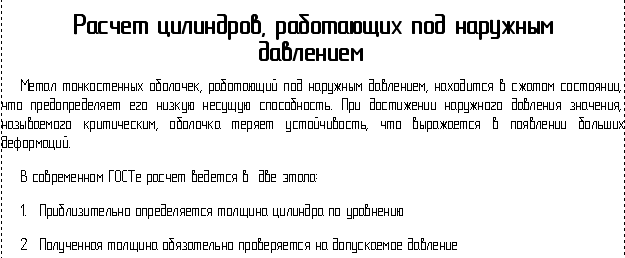 Расчет цилиндров, работающих под наружным
давлением
Метал тонкостенных оболочек, работающий под наружным давлением, находится в сжатом состоянии,
что предопределяет его низкую несущую способность. При достижении наружного давления значения,
называемого критическим, оболочка теряет устойчивость, что выражается в появлении больших
деформаций.
В современном ГОСТе расчет ведется в две этапа:
1. Приблизительно определяется толщина цилиндра по уровнению
2 Полученная толщина обязательно проверяется на допускаемое давление